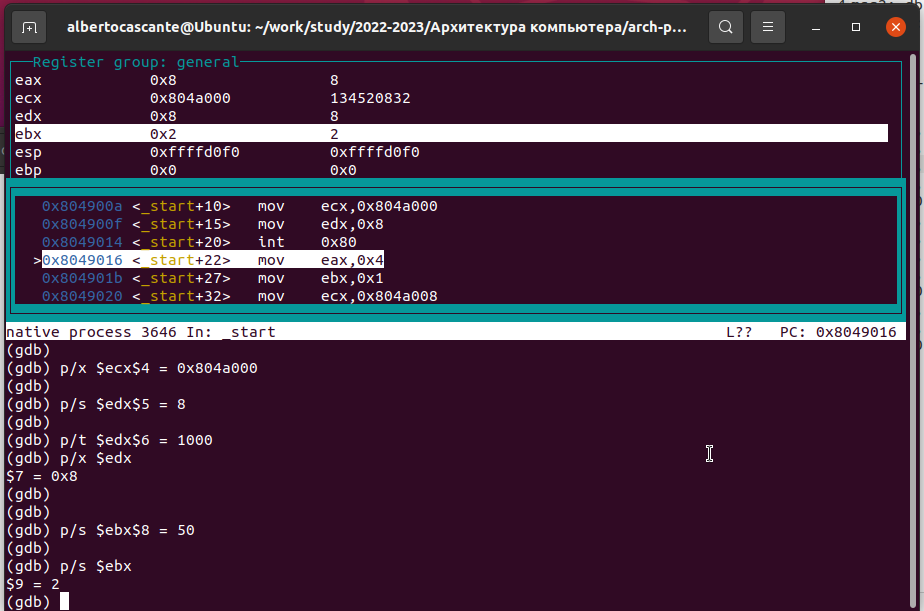 albertocascante@Ubuntu: ~/work/study/2022-2023/Архитектура компьютера/arch-p...
Register group: general
eax 0x8 8
ecx 0x804a000 134520832
edx 0x8 8
ebx 0x2 2
esp 0xffffd0f0 0xffffd0f0
ebp 0x0 0x0
0x804900a <_start+10> mov ecx,0x804a000
0x804900f <_start+15> mov edx,0x8
0x8049014 <_start+20> int 0x80
>0x8049016 <_start+22> mov eax,0x4
0x804901b <_start+27> mov ebx,0x1
0x8049020 <_start+32> mov ecx,0x804a008
native process 3646 In: _start L?? PC: 0x8049016
(gdb)
(gdb) p/x $ecx$4 = 0x804a000
(gdb)
(gdb) p/s $edx$5 = 8
(gdb)
(gdb) p/t $edx$6 = 1000
(gdb) p/x $edx
$7 = 0x8
(gdb)
(gdb)
(gdb) p/s $ebx$8 = 50
(gdb)
(gdb) p/s $ebx
$9 = 2
(gdb)